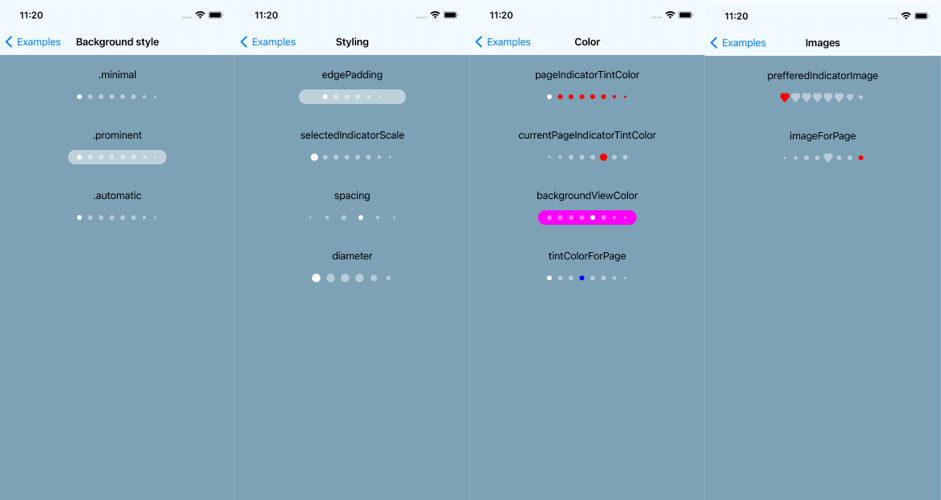 11:20
Examples
Background style
.minimal
.prominent
.automatic
11:20
Examples
Styling
edgePadding
selectedIndicatorScale
spacing
diameter
11:20
Examples
Color
pageIndicatorTintColor
currentPageIndicatorTintColor
backgroundViewColor
tintColorForPage
11:20
Examples
Images
prefferedIndicatorImage
imageForPage